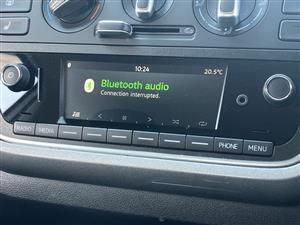 10:24
20.5°C
Bluetooth audio
Connection interrupted.
RADIO
MEDIA
PHONE
MENU